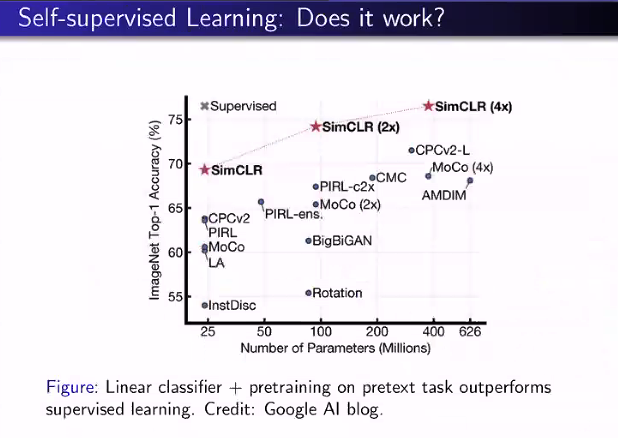 Self-supervised Learning: Does it work?
ImageNet Top-1 Accuracy (%)
75
70
65
60
55
Supervised
SimCLR (4x)
SimCLR (2x)
CPCv2-L
SimCLR
MoCo (4x)
CMC
PIRL-c2x
AMDIM
MoCo (2x)
PIRL-ens.
CPCv2
PIRL
MoCo
BigBiGAN
LA
Rotation
InstDisc
25 50 100 200 400 626
Number of Parameters (Millions)
Figure: Linear classifier + pretraining on pretext task outperforms
supervised learning. Credit: Google AI blog.